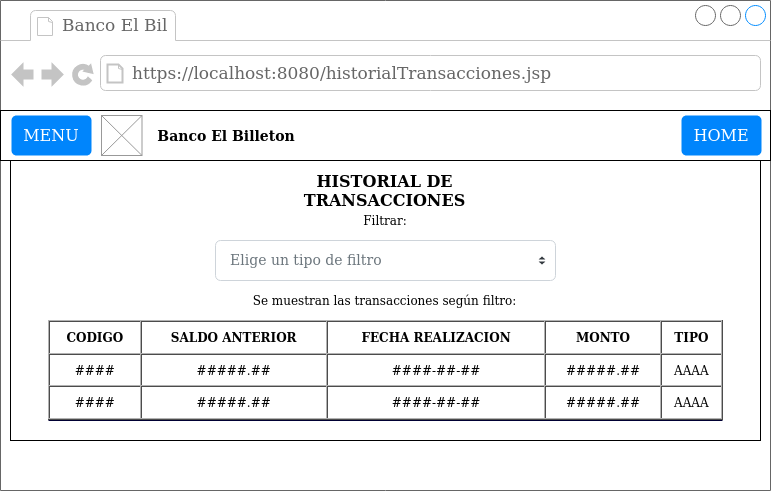 Banco El Bil
https://localhost:8080/historialTransacciones.jsp
MENU Banco El Billeton HOME
HISTORIAL DE
TRANSACCIONES
Filtrar:
Elige un tipo de filtro
Se muestran las transacciones según filtro:
CODIGO SALDO ANTERIOR FECHA REALIZACION MONTO TIPO
#### #####.## ####-##-## #####.## AAAA
#### #####.## ####-##-## #####.## AAAA